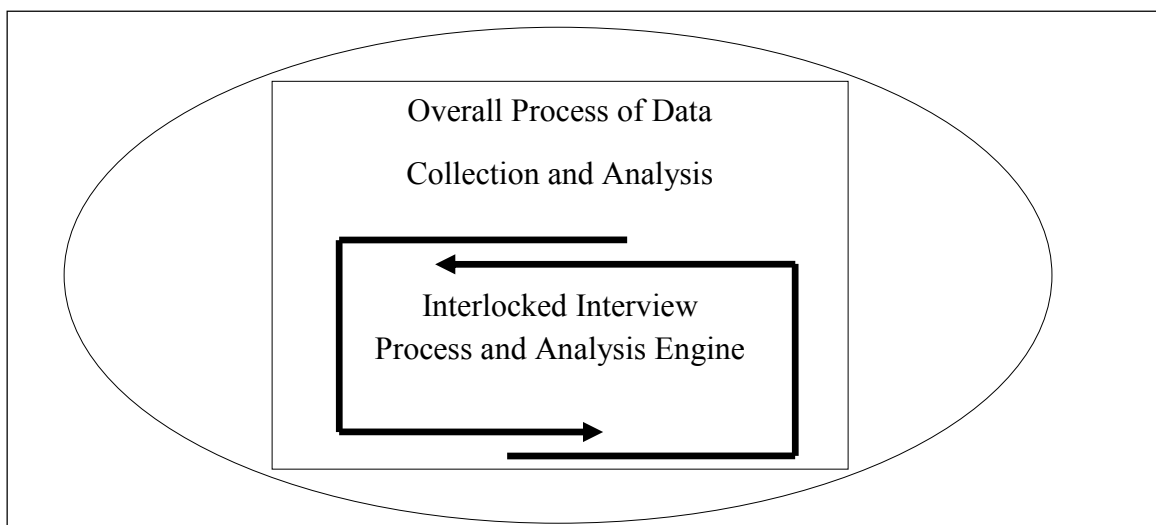 Overall Process of Data
Collection and Analysis
Interlocked Interview
Process and Analysis Engine